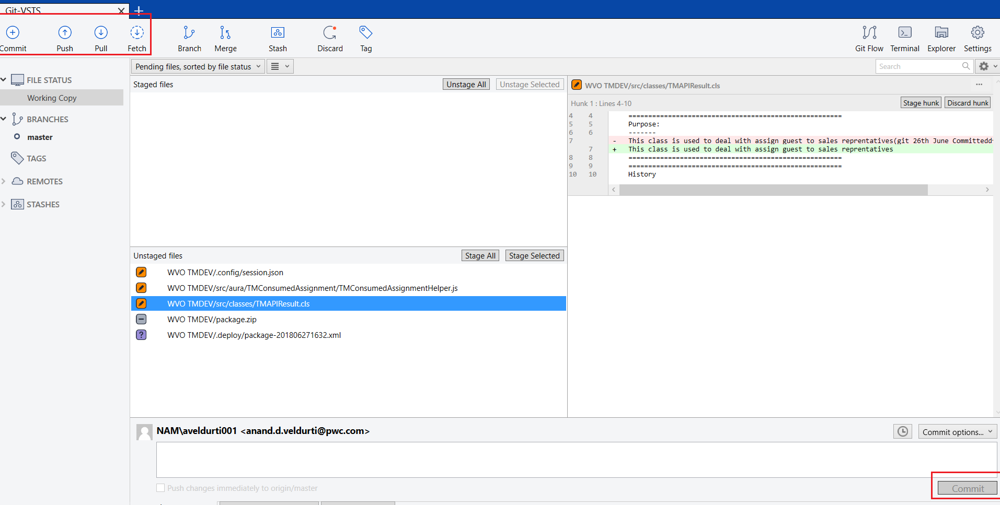 Git-VSTS
Commit Push Pull Fetch Branch Merge Stash Discard Tag Git Flow Terminal Explorer Settings
Pending files, sorted by file status
Search
FILE STATUS
Working Copy
BRANCHES
master
TAGS
REMOTES
STASHES
Staged files Unstage All Unstage Selected
Unstaged files Stage All Stage Selected
WVO TMDEV/.config/session.json
WVO TMDEV/src/aura/TMConsumedAssignment/TMConsumedAssignmentHelper.js
WVO TMDEV/src/classes/TMAPIResult.cls
WVO TMDEV/package.zip
? WVO TMDEV/.deploy/package-201806271632.xml
WVO TMDEV/src/classes/TMAPIResult.cls ...
Hunk 1 : Lines 4-10 Stage hunk Discard hunk
4 4 ======================================================
5 5 Purpose:
6 6 -------
7 - This class is used to deal with assign guest to sales reprentatives(git 26th June Committedd
7 + This class is used to deal with assign guest to sales reprentatives
8 8 ======================================================
9 9 ======================================================
10 10 History
NAM\aveldurti001 <anand.d.veldurti@pwc.com>
Commit options...
Push changes immediately to origin/master
Commit